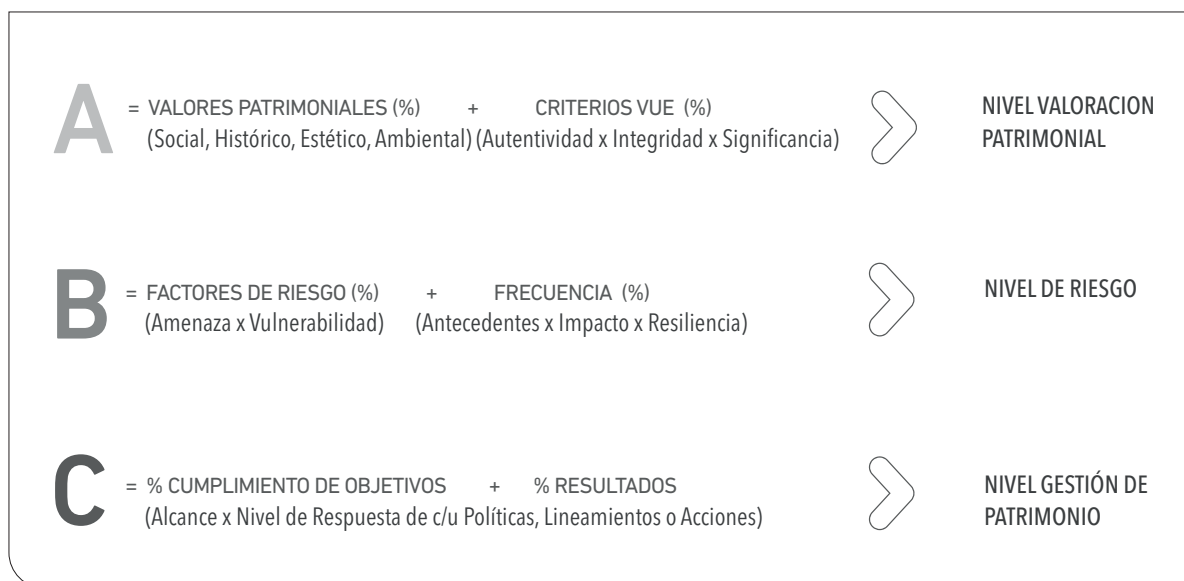 A = VALORES PATRIMONIALES (%) + CRITERIOS VUE (%)
(Social, Histórico, Estético, Ambiental) (Autentividad x Integridad x Significancia)
NIVEL VALORACION
PATRIMONIAL
B = FACTORES DE RIESGO (%) + FRECUENCIA (%)
(Amenaza x Vulnerabilidad) (Antecedentes x Impacto x Resiliencia)
NIVEL DE RIESGO
C = % CUMPLIMIENTO DE OBJETIVOS + % RESULTADOS
(Alcance x Nivel de Respuesta de c/u Políticas, Lineamientos o Acciones)
NIVEL GESTIÓN DE
PATRIMONIO